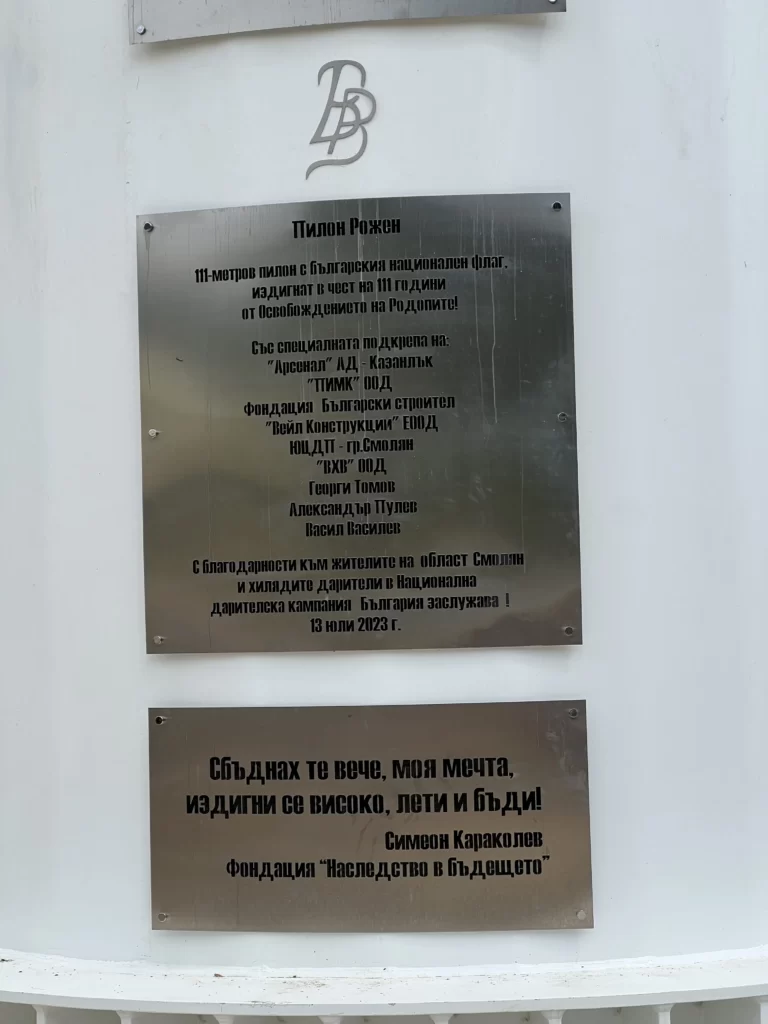 Пилон Рожен
111-метров пилон с българския национален флаг,
издигнат в чест на 111 години
от Освобождението на Родопите!
Със специалната подкрепа на:
"Арсенал" АД - Казанлък
"ПИМК" ООД
Фондация Български строител
"Вейл Конструкции" ЕООД
ЮЦДП - гр.Смолян
"ВХВ" ООД
Георги Томов
Александър Пулев
Васил Василев
С благодарности към жителите на област Смолян
и хилядите дарители в Национална
дарителска кампания България заслужава !
13 юли 2023 г.
Сбъднах те вече, моя мечта,
издигни се високо, лети и бъди!
Симеон Караколев
Фондация "Наследство в бъдещето"